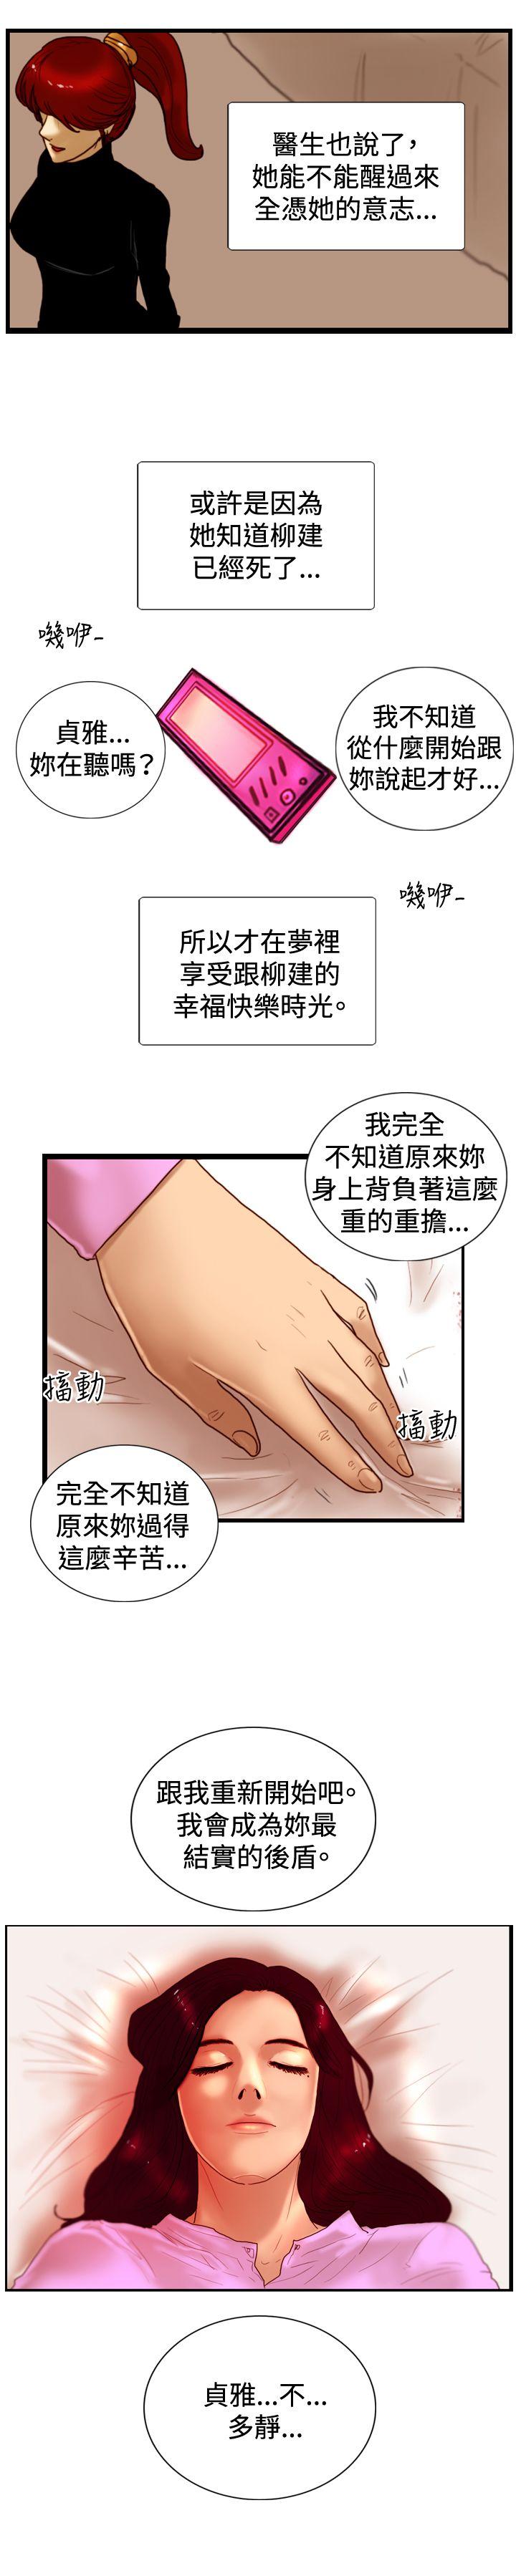 醫生也說了，
她能不能醒過來
全憑她的意志...
或許是因為
她知道柳建
已經死了...
嘰咿-
貞雅...
妳在聽嗎？
我不知道
從什麼開始跟
妳說起才好...
嘰咿-
所以才在夢裡
享受跟柳建的
幸福快樂時光。
我完全
不知道原來妳
身上背負著這麼
重的重擔...
搐動
搐動
完全不知道
原來妳過得
這麼辛苦...
跟我重新開始吧。
我會成為妳最
結實的後盾。
貞雅...不...
多靜...